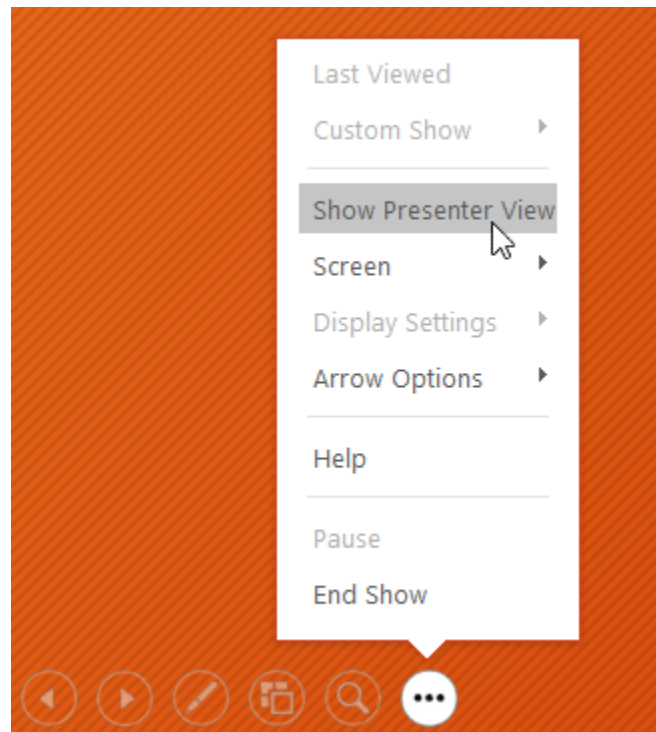 Last Viewed
Custom Show
Show Presenter View
Screen
Display Settings
Arrow Options
Help
Pause
End Show